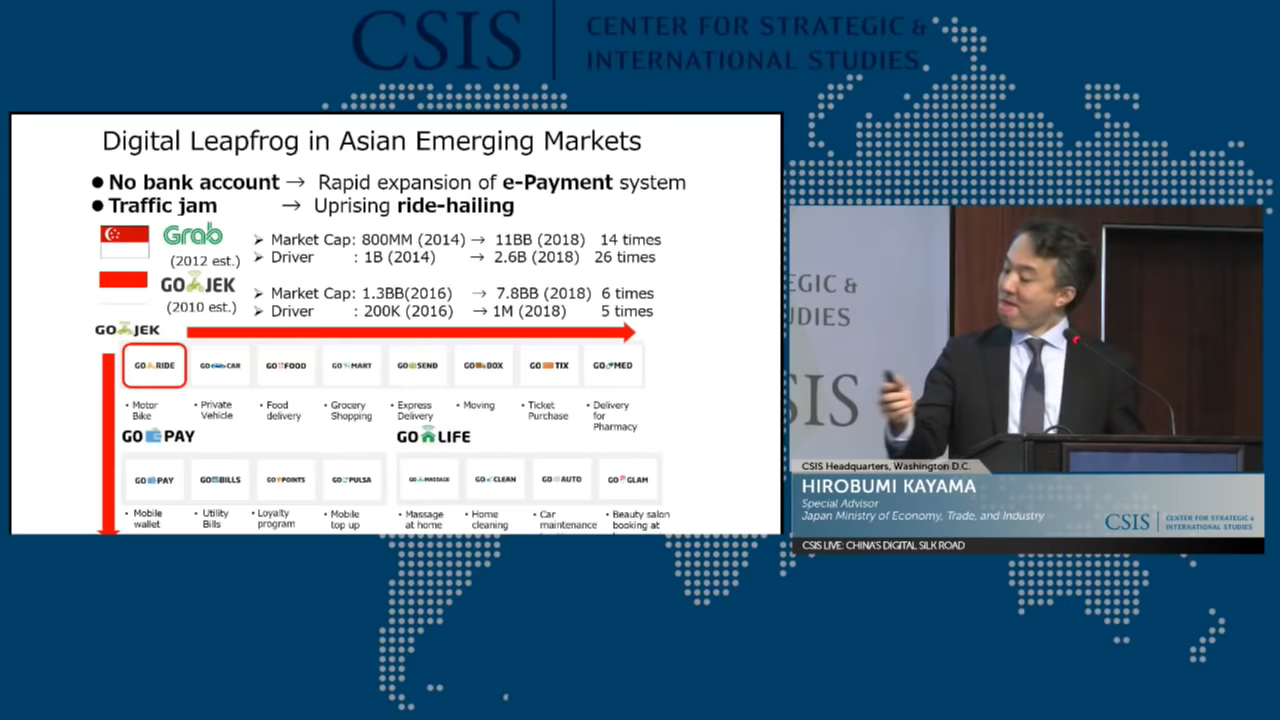 CSIS
CENTER FOR STRATEGIC &
INTERNATIONAL STUDIES
Digital Leapfrog in Asian Emerging Markets
● No bank account → Rapid expansion of e-Payment system
● Traffic jam → Uprising ride-hailing
Grab
(2012 est.)
➢ Market Cap: 800MM (2014) → 11BB (2018) 14 times
➢ Driver : 1B (2014) → 2.6B (2018) 26 times
GO JEK
(2010 est.)
➢ Market Cap: 1.3BB(2016) → 7.8BB (2018) 6 times
➢ Driver : 200K (2016) → 1M (2018) 5 times
GO JEK
GO RIDE GO CAR GO FOOD GO MART GO SEND GO BOX GO TIX GO MED
• Motor Bike
• Private Vehicle
• Food delivery
• Grocery Shopping
• Express Delivery
• Moving
• Ticket Purchase
• Delivery for Pharmacy
GO PAY
GO LIFE
GO PAY GO BILLS GO POINTS GO PULSA GO MASSAGE GO CLEAN GO AUTO GO GLAM
• Mobile wallet
• Utility Bills
• Loyalty program
• Mobile top up
• Massage at home
• Home cleaning
• Car maintenance
• Beauty salon booking at
EGIC &
UDIES
SIS
CSIS Headquarters, Washington D.C.
HIROBUMI KAYAMA
Special Advisor
Japan Ministry of Economy, Trade, and Industry
CSIS
CENTER FOR STRATEGIC &
INTERNATIONAL STUDIES
CSIS LIVE: CHINA'S DIGITAL SILK ROAD